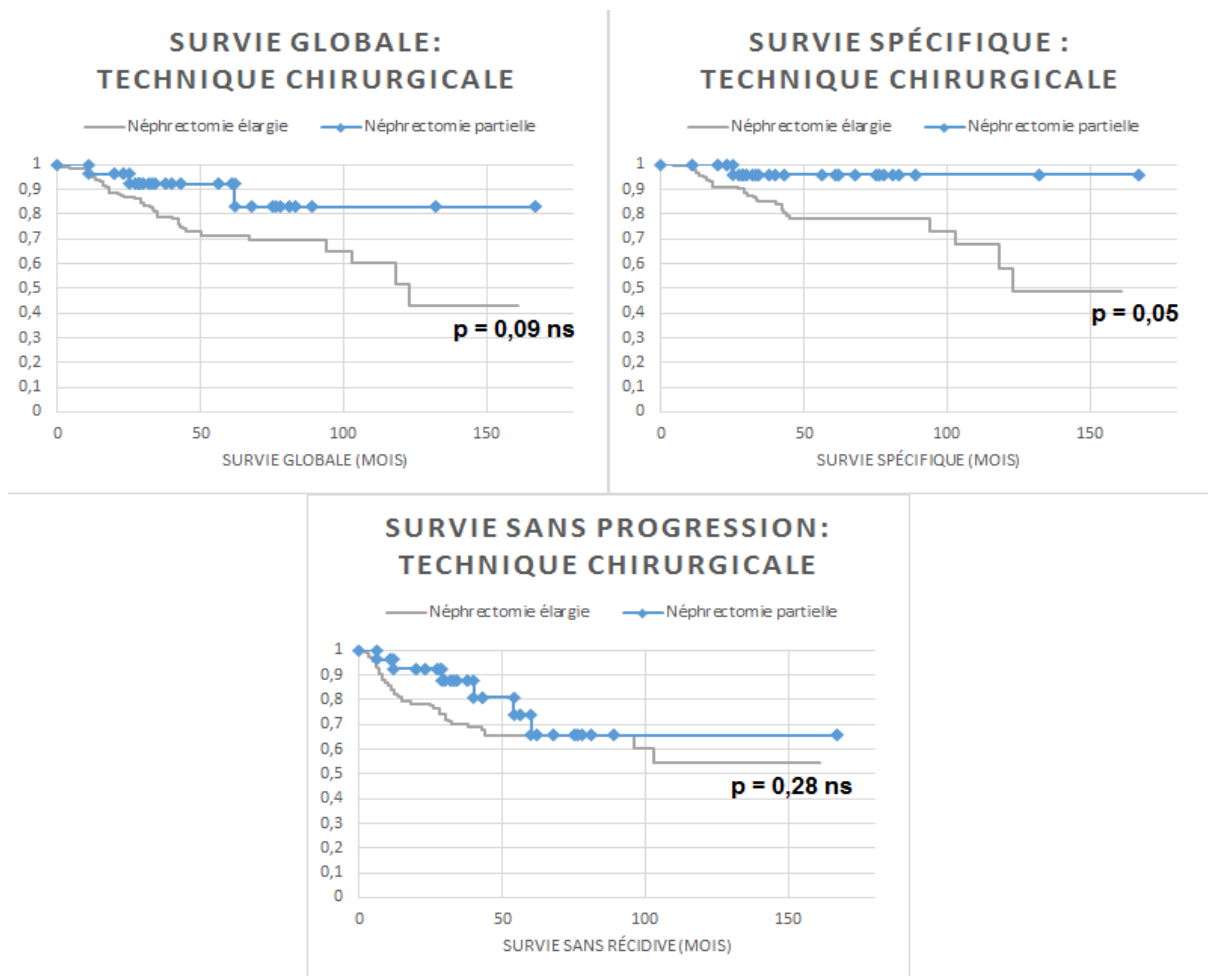 SURVIE GLOBALE:
TECHNIQUE CHIRURGICALE
Néphrectomie élargie Néphrectomie partielle
1
0,9
0,8
0,7
0,6
0,5
0,4
0,3
0,2
0,1
0
p = 0,09 ns
0 50 100 150
SURVIE GLOBALE (MOIS)
SURVIE SPÉCIFIQUE :
TECHNIQUE CHIRURGICALE
Néphrectomie élargie Néphrectomie partielle
1
0,9
0,8
0,7
0,6
0,5
0,4
0,3
0,2
0,1
0
p = 0,05
0 50 100 150
SURVIE SPÉCIFIQUE (MOIS)
SURVIE SANS PROGRESSION:
TECHNIQUE CHIRURGICALE
Néphrectomie élargie Néphrectomie partielle
1
0,9
0,8
0,7
0,6
0,5
0,4
0,3
0,2
0,1
0
p = 0,28 ns
0 50 100 150
SURVIE SANS RÉCIDIVE (MOIS)